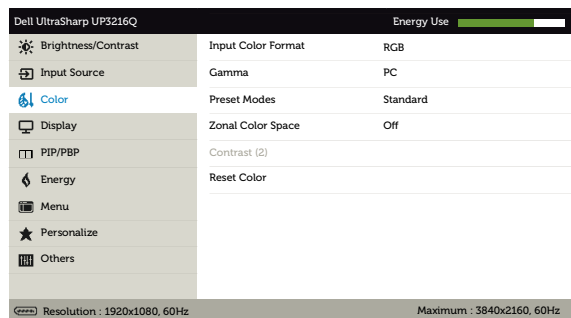 Dell UltraSharp UP3216Q Energy Use
Brightness/Contrast
Input Source
Color
Display
PIP/PBP
Energy
Menu
Personalize
Others
Input Color Format RGB
Gamma PC
Preset Modes Standard
Zonal Color Space Off
Contrast (2)
Reset Color
Resolution : 1920x1080, 60Hz Maximum : 3840x2160, 60Hz